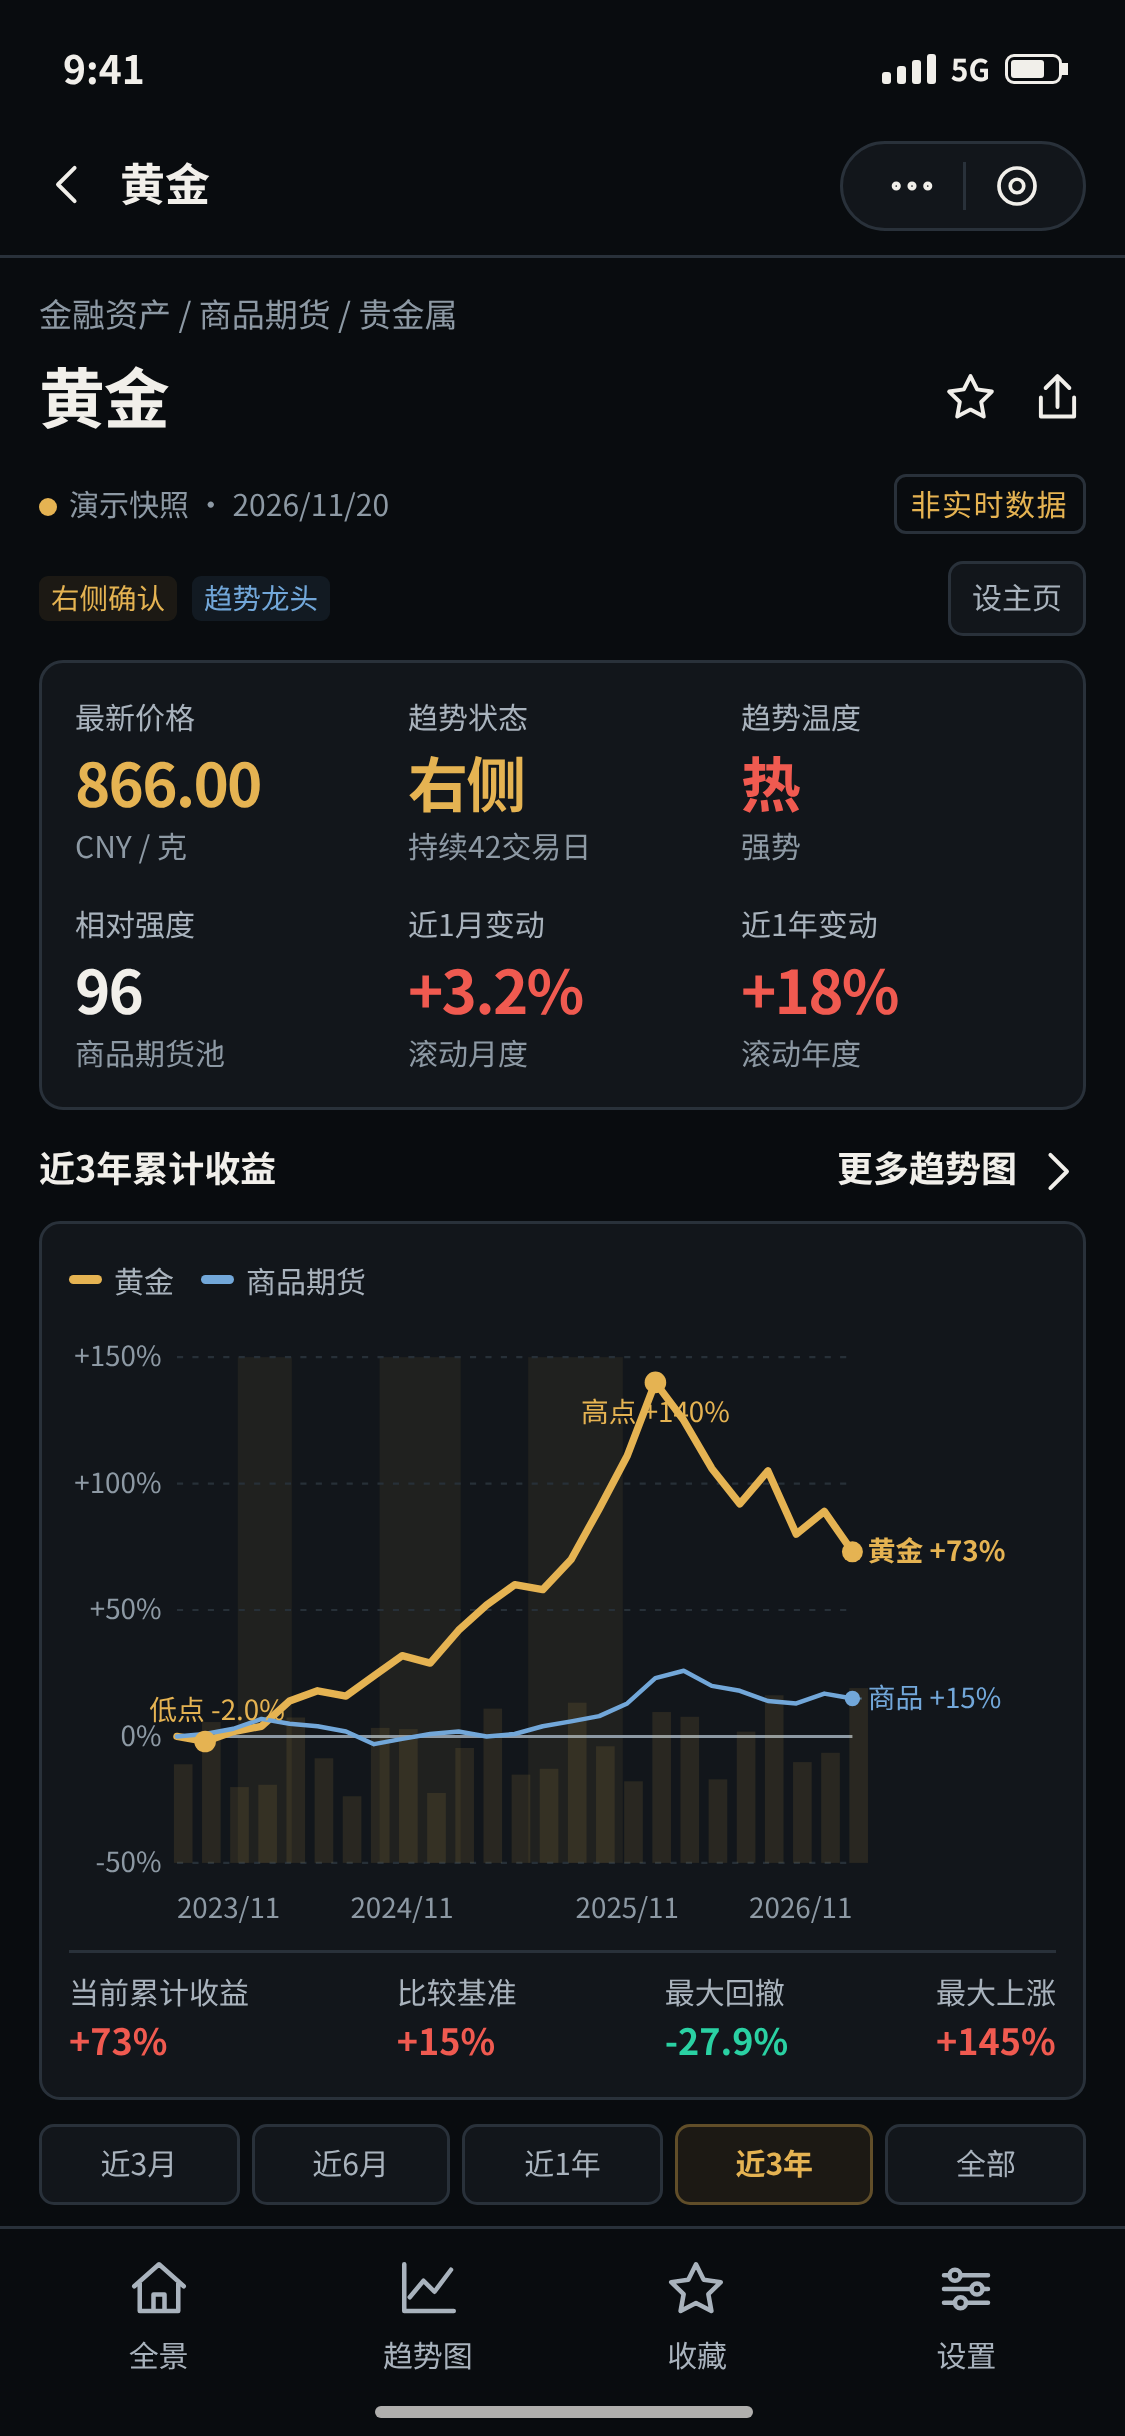 9:41
5G
黄金
金融资产 / 商品期货 / 贵金属
黄金
演示快照 · 2026/11/20
非实时数据
右侧确认 趋势龙头
设主页
最新价格 趋势状态 趋势温度
866.00 右侧 热
CNY / 克 持续42交易日 强势
相对强度 近1月变动 近1年变动
96 +3.2% +18%
商品期货池 滚动月度 滚动年度
近3年累计收益 更多趋势图
黄金 商品期货
+150%
高点 +140%
+100%
黄金 +73%
+50%
商品 +15%
低点 -2.0%
0%
-50%
2023/11 2024/11 2025/11 2026/11
当前累计收益 比较基准 最大回撤 最大上涨
+73% +15% -27.9% +145%
近3月 近6月 近1年 近3年 全部
全景 趋势图 收藏 设置